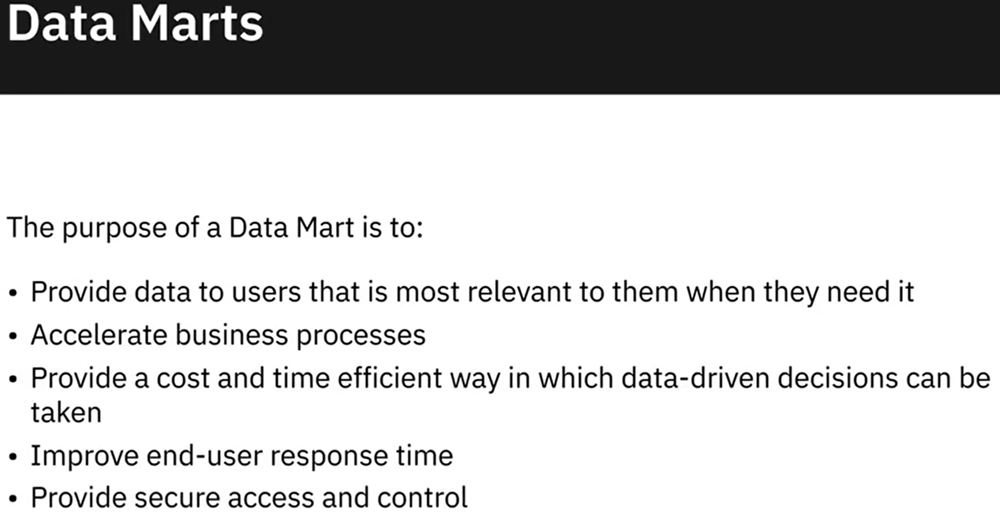 Data Marts
The purpose of a Data Mart is to:
• Provide data to users that is most relevant to them when they need it
• Accelerate business processes
• Provide a cost and time efficient way in which data-driven decisions can be
taken
• Improve end-user response time
• Provide secure access and control